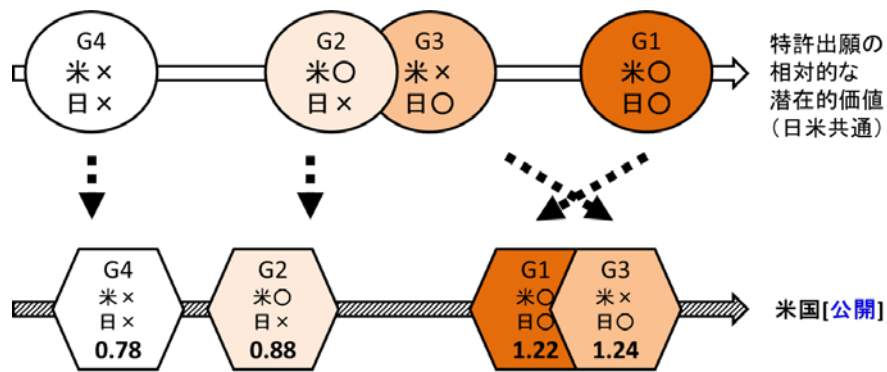 G4
米×
日×
G2
米○
日×
G3
米×
日○
G1
米○
日○
特許出願の
相対的な
潜在的価値
（日米共通）
G4
米×
日×
0.78
G2
米○
日×
0.88
G1
米○
日○
1.22
G3
米×
日○
1.24
米国[公開]